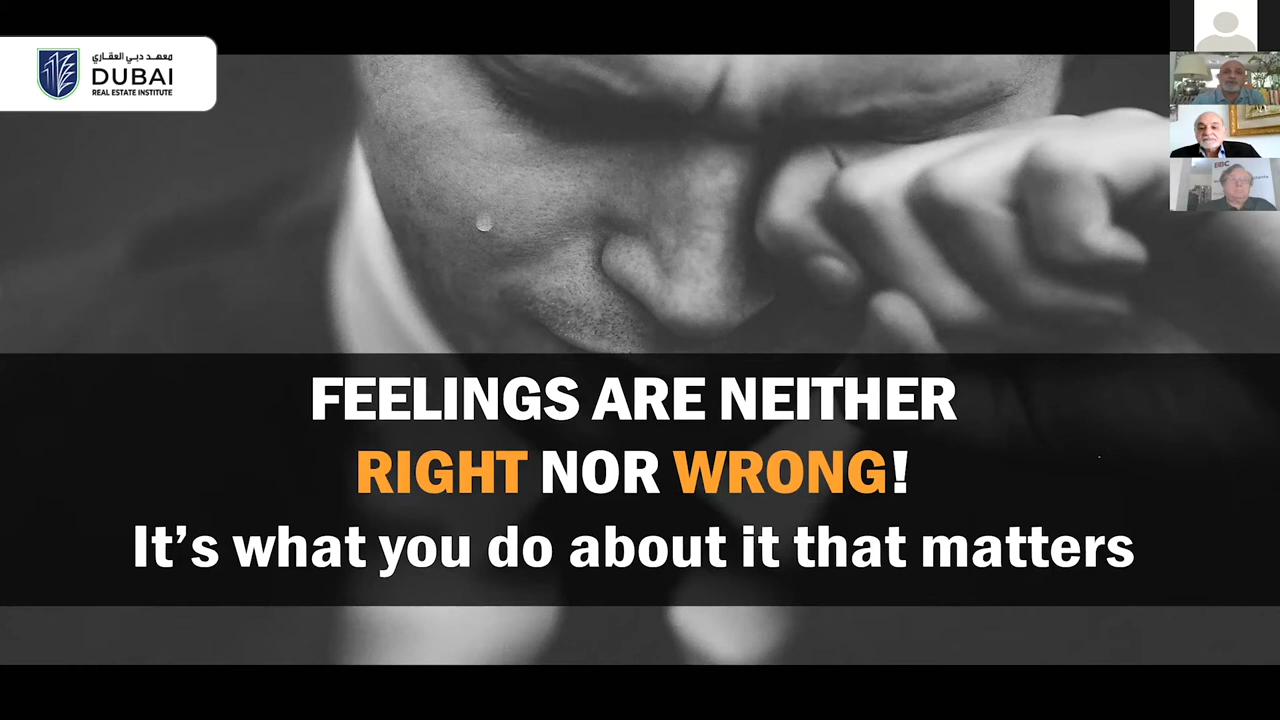 معهد دبي العقاري
DUBAI
REAL ESTATE INSTITUTE
FEELINGS ARE NEITHER
RIGHT NOR WRONG!
It’s what you do about it that matters